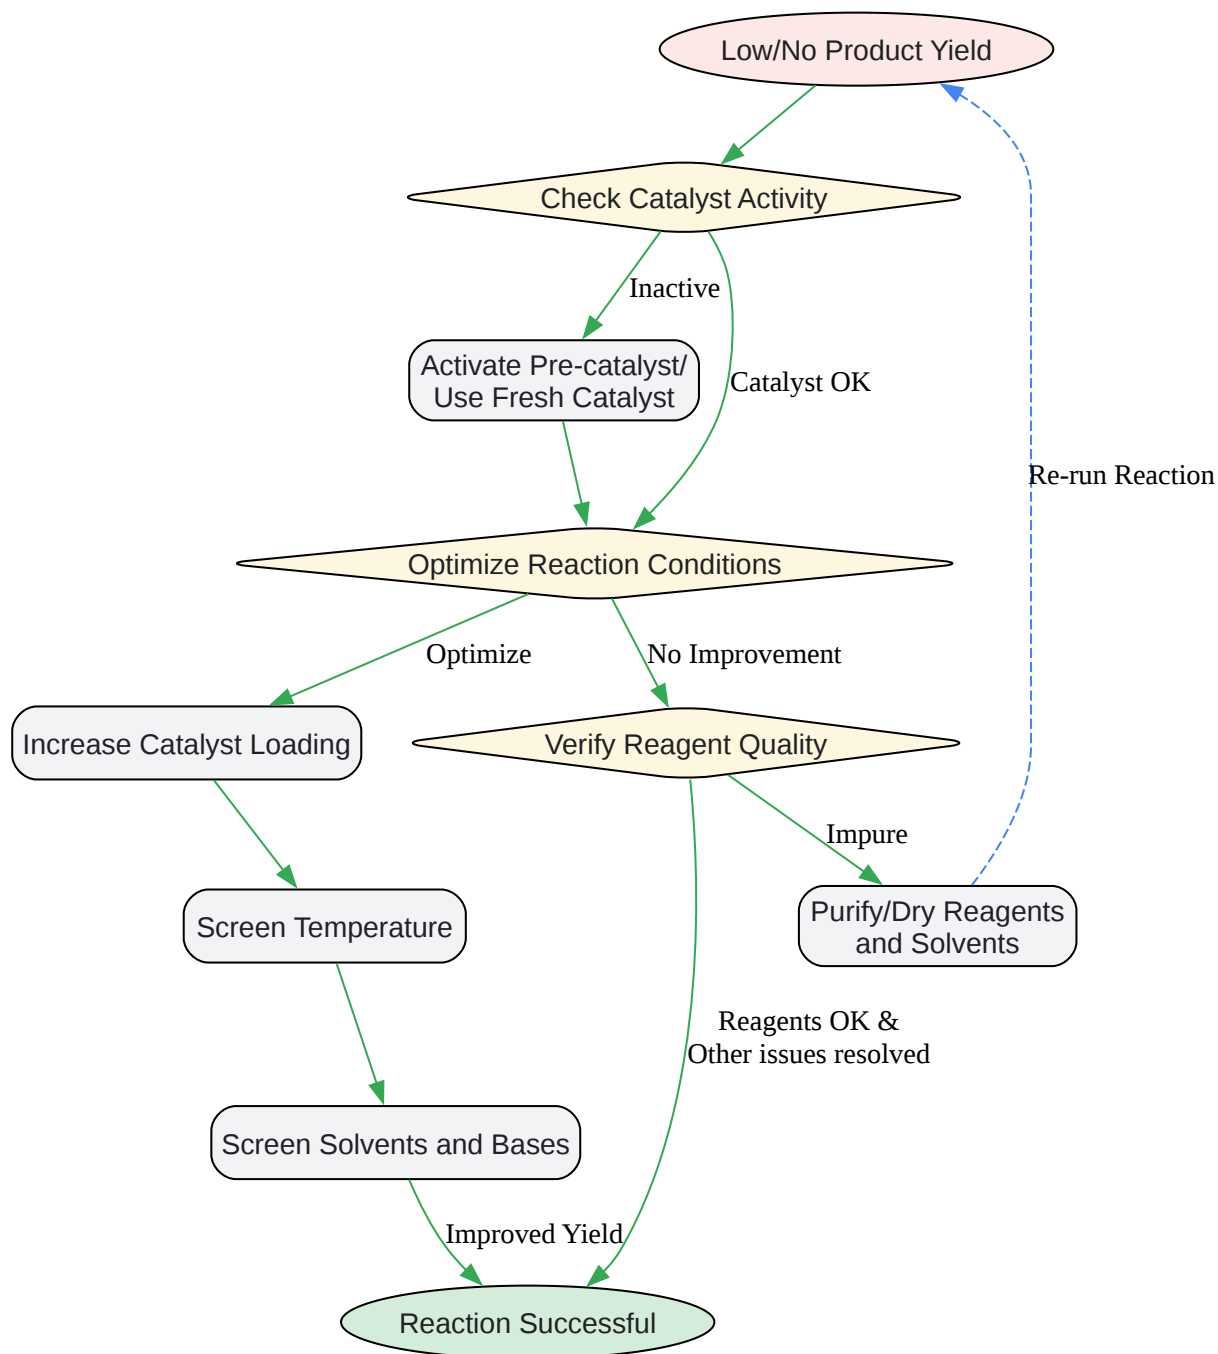 Low/No Product Yield
Check Catalyst Activity
Inactive
Activate Pre-catalyst/
Use Fresh Catalyst
Catalyst OK
Re-run Reaction
Optimize Reaction Conditions
Optimize
No Improvement
Increase Catalyst Loading
Verify Reagent Quality
Impure
Screen Temperature
Purify/Dry Reagents
and Solvents
Reagents OK &
Other issues resolved
Screen Solvents and Bases
Improved Yield
Reaction Successful